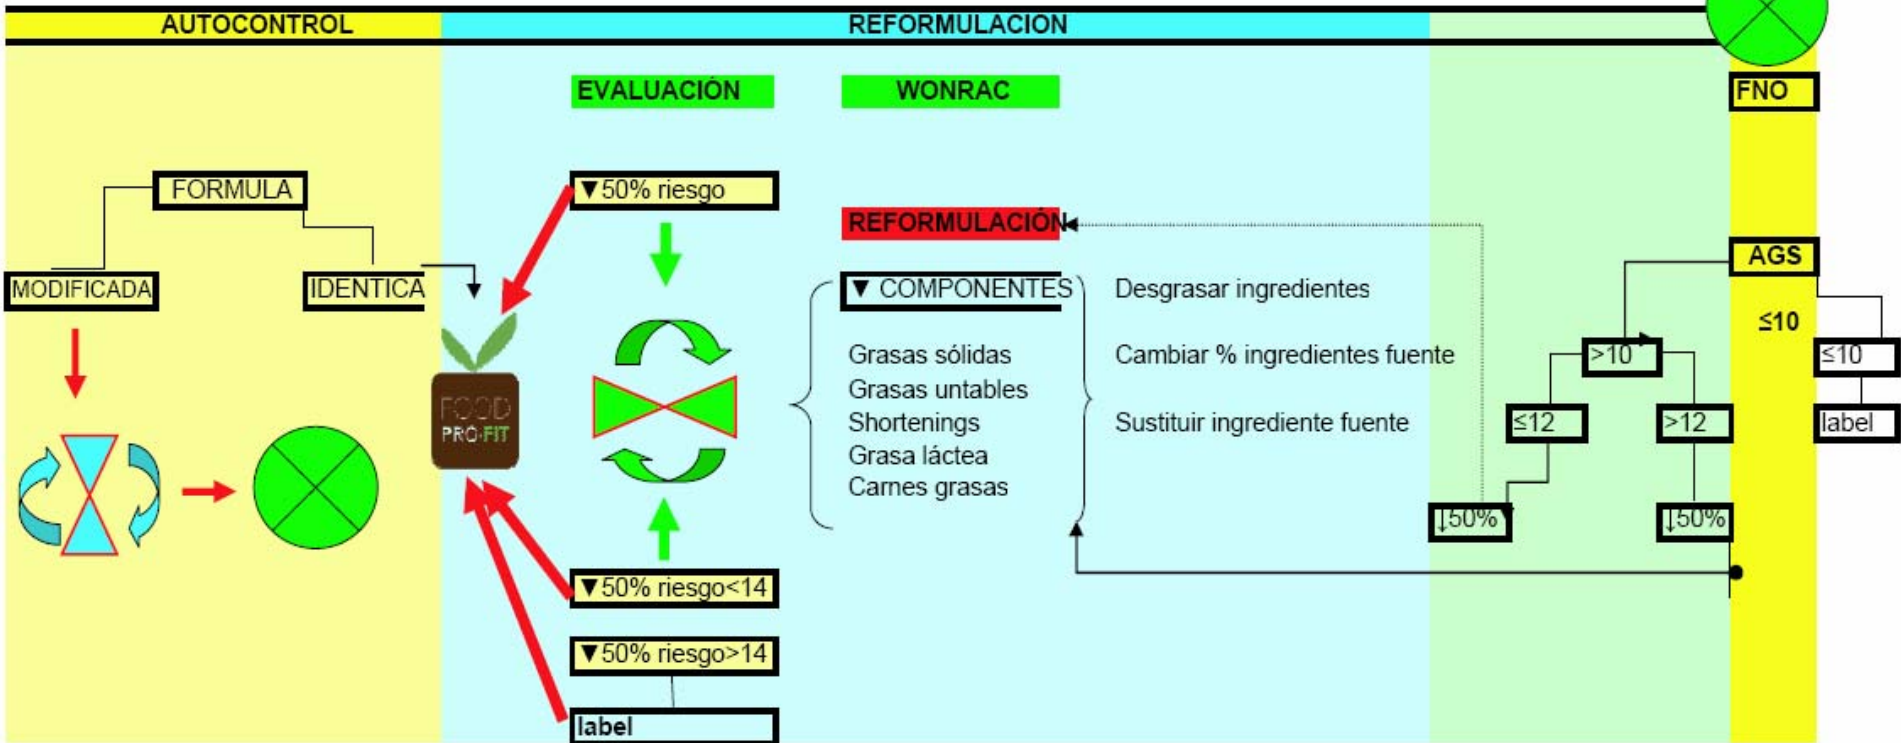 AUTOCONTROL
REFORMULACION
EVALUACIÓN
WONRAC
FNO
FORMULA
▼50% riesgo
REFORMULACIÓN
AGS
MODIFICADA
IDENTICA
▼ COMPONENTES
Desgrasar ingredientes
≤10
Grasas sólidas
Cambiar % ingredientes fuente
>10
≤10
Grasas untables
FOOD
PRO·FIT
Shortenings
Sustituir ingrediente fuente
≤12
>12
label
Grasa láctea
Carnes grasas
↓50%
↓50%
▼50% riesgo<14
▼50% riesgo>14
label